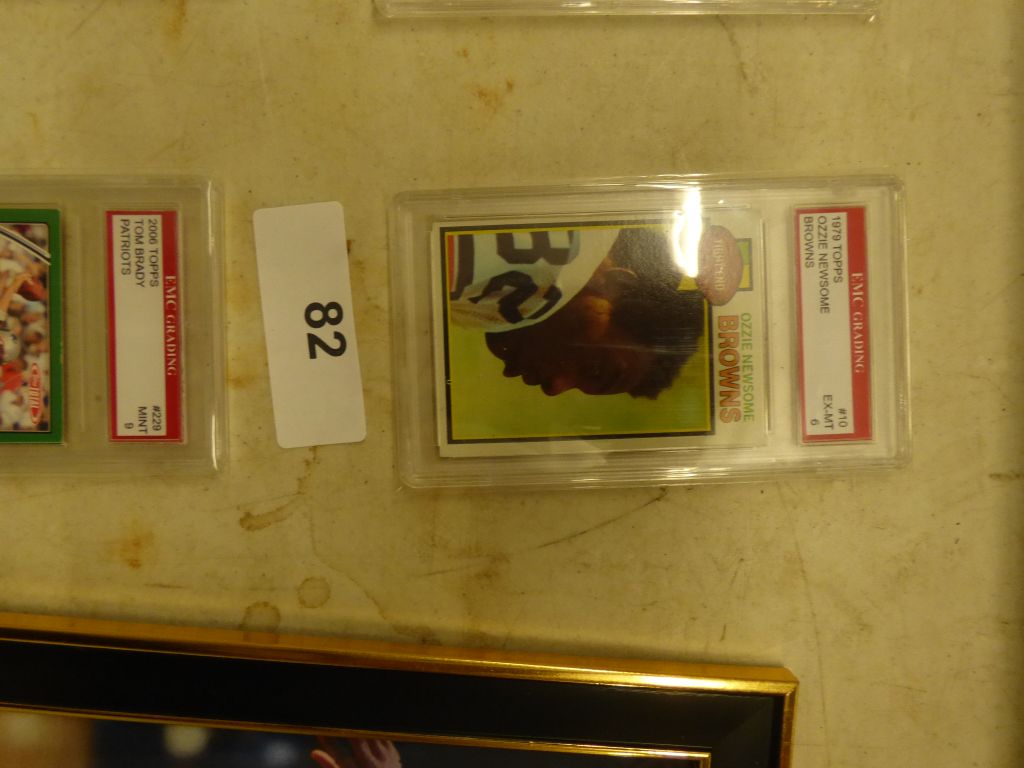 EMC GRADING
2006 TOPPS #229
TOM BRADY MINT
PATRIOTS 9
82
EMC GRADING
1979 TOPPS #10
OZZIE NEWSOME EX-MT
BROWNS 6
OZZIE NEWSOME
BROWNS